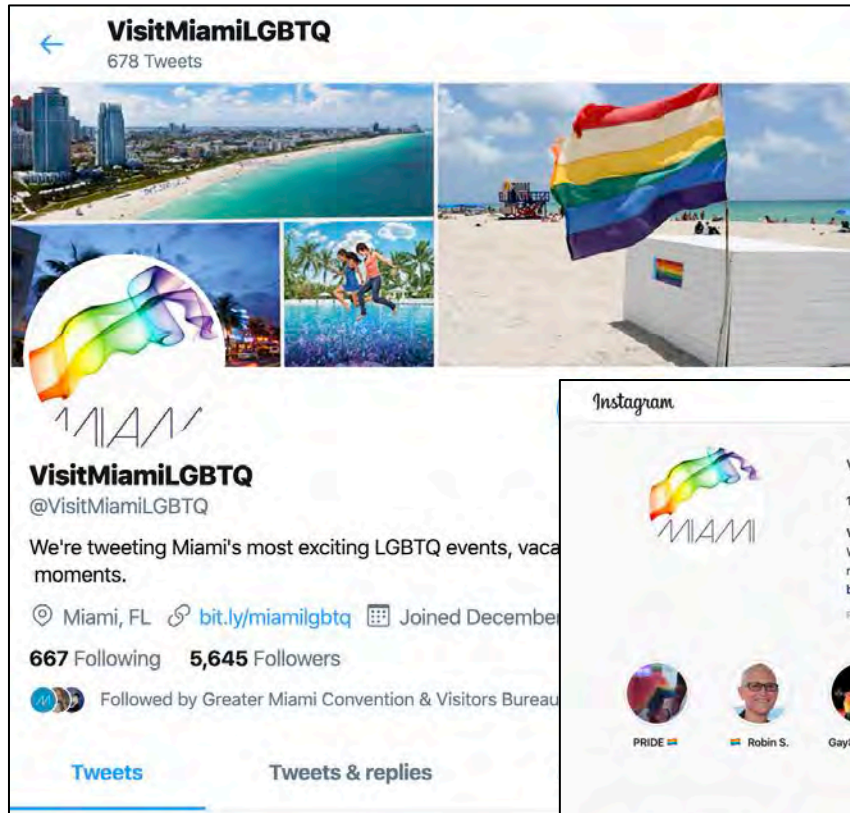 VisitMiamiLGBTQ
678 Tweets
MIAMI
VisitMiamiLGBTQ
@VisitMiamiLGBTQ
We're tweeting Miami's most exciting LGBTQ events,
moments.
Miami, FL bit.ly/miamilgbtq Joined December
667 Following 5,645 Followers
Followed by Greater Miami Convention & Visitors Bureau
Tweets Tweets & replies
Instagram
MIAMI
PRIDE 🏳️‍🌈
🏳️‍🌈 Robin S.